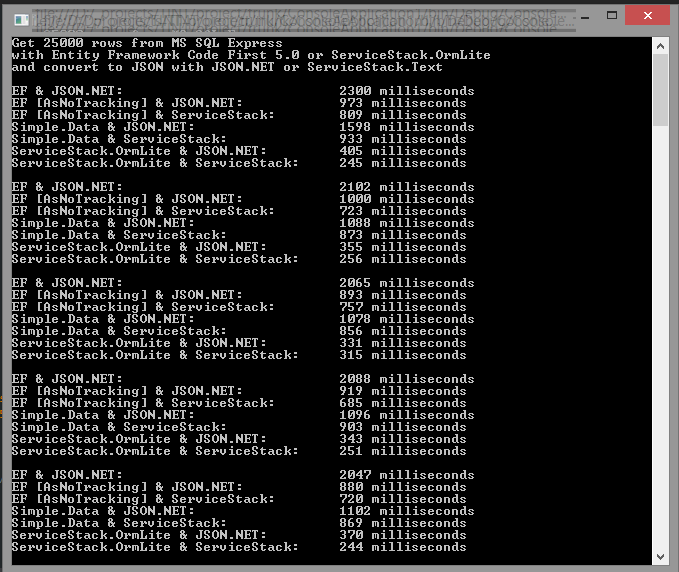 Get 25000 rows from MS SQL Express
with Entity Framework Code First 5.0 or ServiceStack.OrmLite
and convert to JSON with JSON.NET or ServiceStack.Text
EF & JSON.NET: 2300 milliseconds
EF [AsNoTracking] & JSON.NET: 973 milliseconds
EF [AsNoTracking] & ServiceStack: 809 milliseconds
Simple.Data & JSON.NET: 1598 milliseconds
Simple.Data & ServiceStack: 933 milliseconds
ServiceStack.OrmLite & JSON.NET: 405 milliseconds
ServiceStack.OrmLite & ServiceStack: 245 milliseconds
EF & JSON.NET: 2102 milliseconds
EF [AsNoTracking] & JSON.NET: 1000 milliseconds
EF [AsNoTracking] & ServiceStack: 723 milliseconds
Simple.Data & JSON.NET: 1088 milliseconds
Simple.Data & ServiceStack: 873 milliseconds
ServiceStack.OrmLite & JSON.NET: 355 milliseconds
ServiceStack.OrmLite & ServiceStack: 256 milliseconds
EF & JSON.NET: 2065 milliseconds
EF [AsNoTracking] & JSON.NET: 893 milliseconds
EF [AsNoTracking] & ServiceStack: 757 milliseconds
Simple.Data & JSON.NET: 1078 milliseconds
Simple.Data & ServiceStack: 856 milliseconds
ServiceStack.OrmLite & JSON.NET: 331 milliseconds
ServiceStack.OrmLite & ServiceStack: 315 milliseconds
EF & JSON.NET: 2088 milliseconds
EF [AsNoTracking] & JSON.NET: 919 milliseconds
EF [AsNoTracking] & ServiceStack: 685 milliseconds
Simple.Data & JSON.NET: 1096 milliseconds
Simple.Data & ServiceStack: 903 milliseconds
ServiceStack.OrmLite & JSON.NET: 343 milliseconds
ServiceStack.OrmLite & ServiceStack: 251 milliseconds
EF & JSON.NET: 2047 milliseconds
EF [AsNoTracking] & JSON.NET: 880 milliseconds
EF [AsNoTracking] & ServiceStack: 720 milliseconds
Simple.Data & JSON.NET: 1102 milliseconds
Simple.Data & ServiceStack: 869 milliseconds
ServiceStack.OrmLite & JSON.NET: 370 milliseconds
ServiceStack.OrmLite & ServiceStack: 244 milliseconds